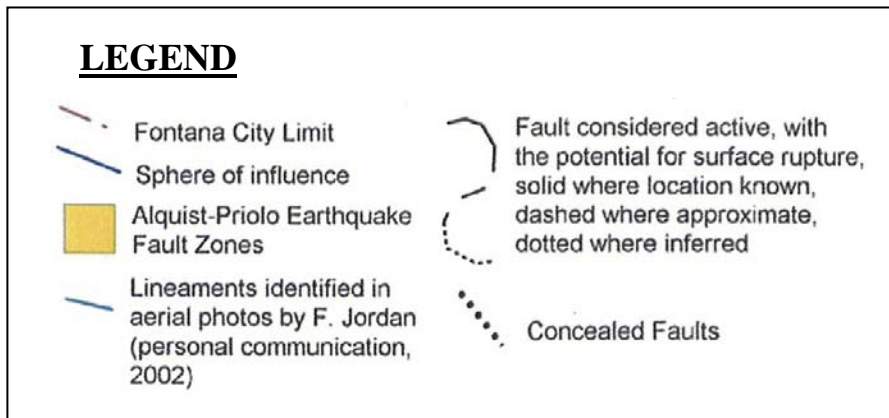 LEGEND
Fontana City Limit
Sphere of influence
Alquist-Priolo Earthquake
Fault Zones
Lineaments identified in
aerial photos by F. Jordan
(personal communication,
2002)
Fault considered active, with
the potential for surface rupture,
solid where location known,
dashed where approximate,
dotted where inferred
Concealed Faults